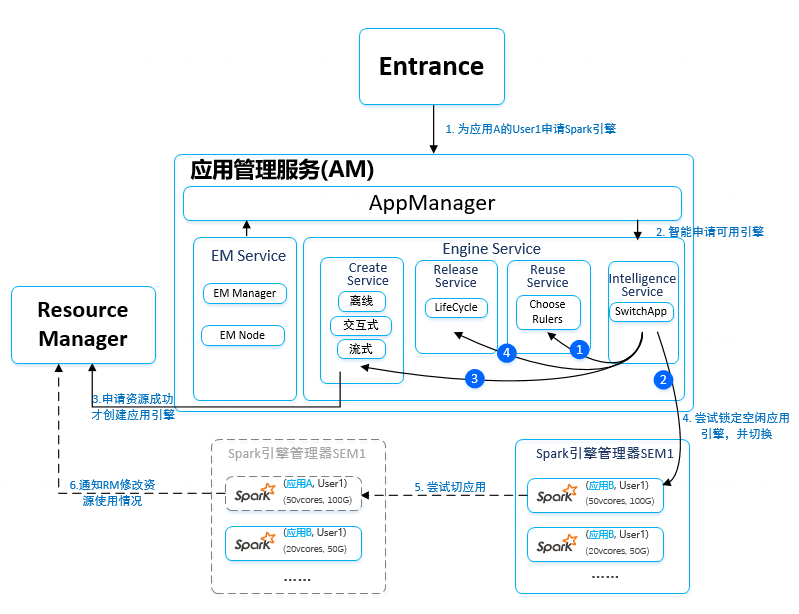 Entrance
1. 为应用A的User1申请Spark引擎
应用管理服务(AM)
AppManager
2. 智能申请可用引擎
EM Service
EM Manager
EM Node
Engine Service
Create
Service
离线
交互式
流式
Release
Service
LifeCycle
Reuse
Service
Choose
Rulers
Intelligence
Service
SwitchApp
1
4
3
2
Resource
Manager
3.申请资源成功
才创建应用引擎
4. 尝试锁定空闲应用
引擎，并切换
Spark引擎管理器SEM1
Spark
(应用A, User1)
(50vcores, 100G)
Spark
(应用B, User1)
(20vcores, 50G)
......
5. 尝试切应用
6.通知RM修改资
源使用情况
Spark引擎管理器SEM1
Spark
(应用B, User1)
(50vcores, 100G)
Spark
(应用B, User1)
(20vcores, 50G)
......